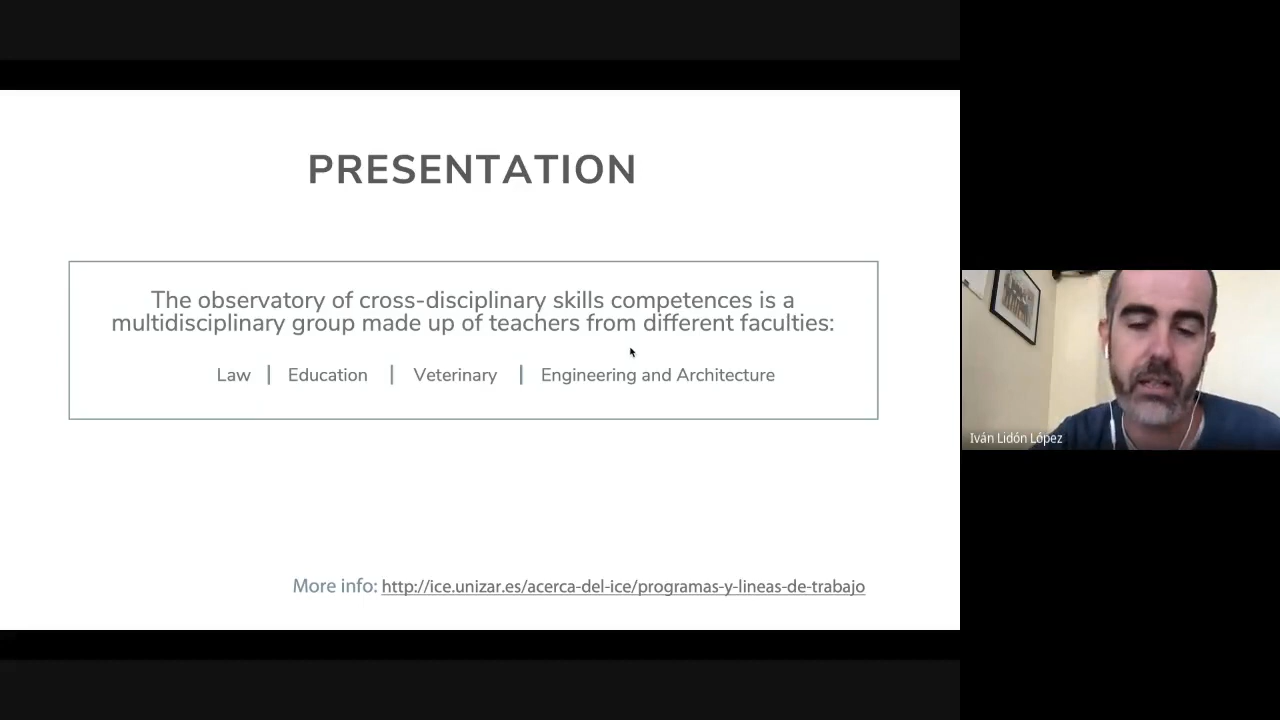 PRESENTATION
The observatory of cross-disciplinary skills competences is a
multidisciplinary group made up of teachers from different faculties:
Law | Education | Veterinary | Engineering and Architecture
Iván Lidón López
More info: http://ice.unizar.es/acerca-del-ice/programas-y-lineas-de-trabajo